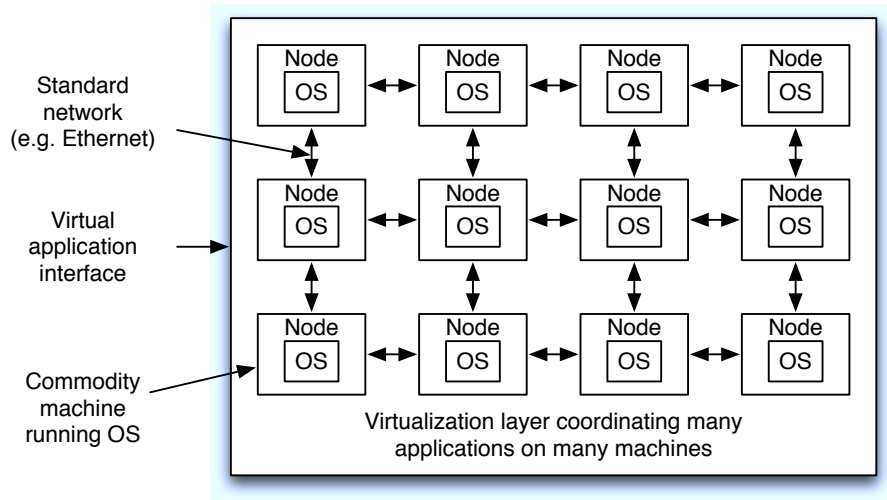 Standard
network
(e.g. Ethernet)
Virtual
application
interface
Commodity
machine
running OS
Node Node Node Node
OS OS OS OS
Node Node Node Node
OS OS OS OS
Node Node Node Node
OS OS OS OS
Virtualization layer coordinating many
applications on many machines